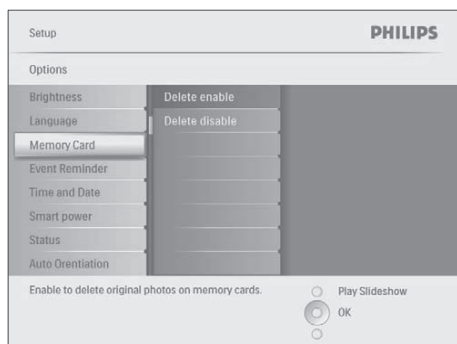 Setup
PHILIPS
Options
Brightness
Delete enable
Language
Delete disable
Memory Card
Event Reminder
Time and Date
Smart power
Status
Auto Orentiation
Enable to delete original photos on memory cards.
Play Slideshow
OK